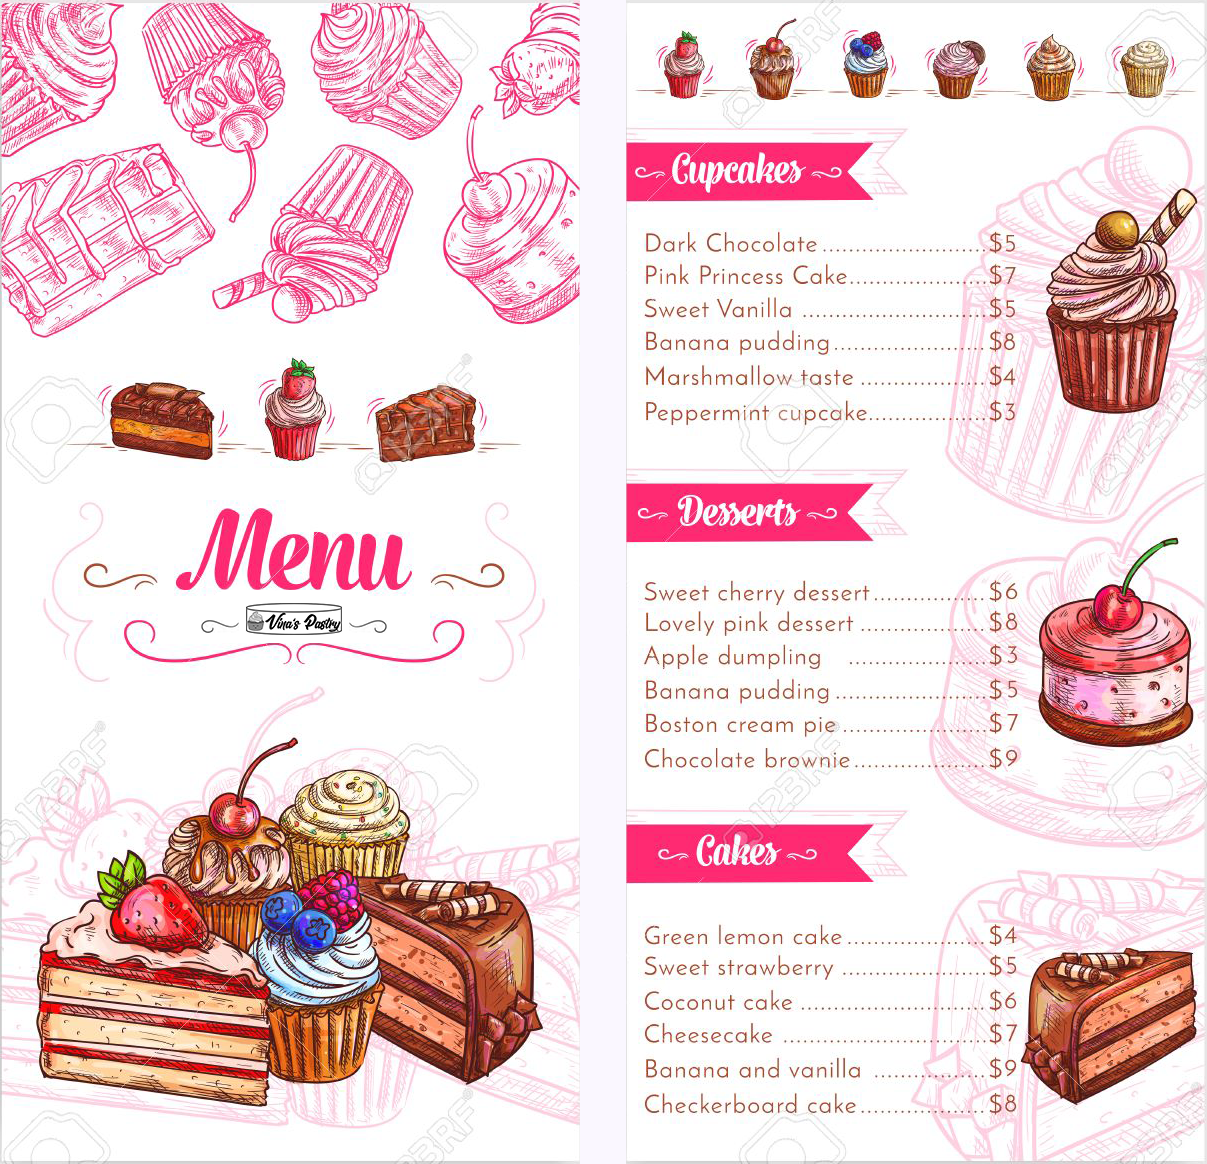 Menu
Vina's Pastry
Cupcakes
Dark Chocolate......................$5
Pink Princess Cake..................$7
Sweet Vanilla ........................$5
Banana pudding....................$8
Marshmallow taste ................$4
Peppermint cupcake...............$3
Desserts
Sweet cherry dessert...............$6
Lovely pink dessert .................$8
Apple dumpling ...................$3
Banana pudding ....................$5
Boston cream pie ...................$7
Chocolate brownie..................$9
Cakes
Green lemon cake...................$4
Sweet strawberry ...................$5
Coconut cake .........................$6
Cheesecake ...........................$7
Banana and vanilla ...............$9
Checkerboard cake.................$8
123RF